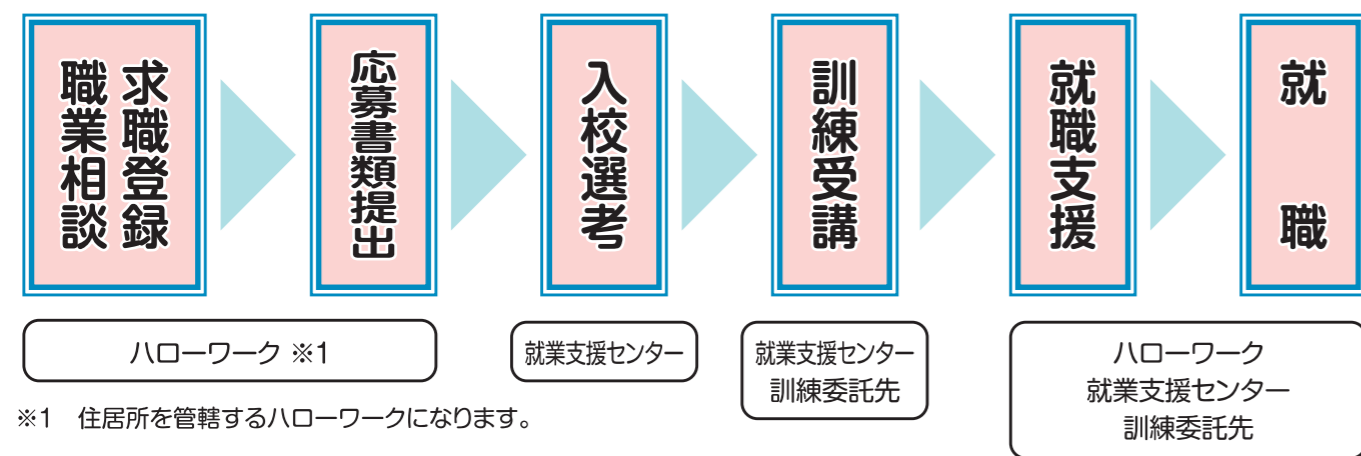 求職登録
職業相談
応募書類提出
入校選考
訓練受講
就職支援
就職
ハローワーク ※1
就業支援センター
就業支援センター
訓練委託先
ハローワーク
就業支援センター
訓練委託先
※1 住居所を管轄するハローワークになります。